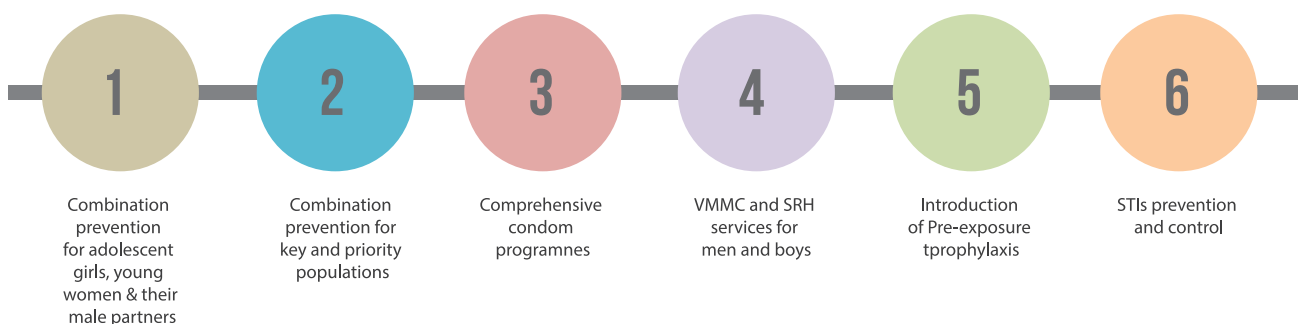 1
2
3
4
5
6
Combination
prevention
for adolescent
girls, young
women & their
male partners
Combination
prevention for
key and priority
populations
Comprehensive
condom
programnes
VMMC and SRH
services for
men and boys
Introduction
of Pre-exposure
tprophylaxis
STIs prevention
and control